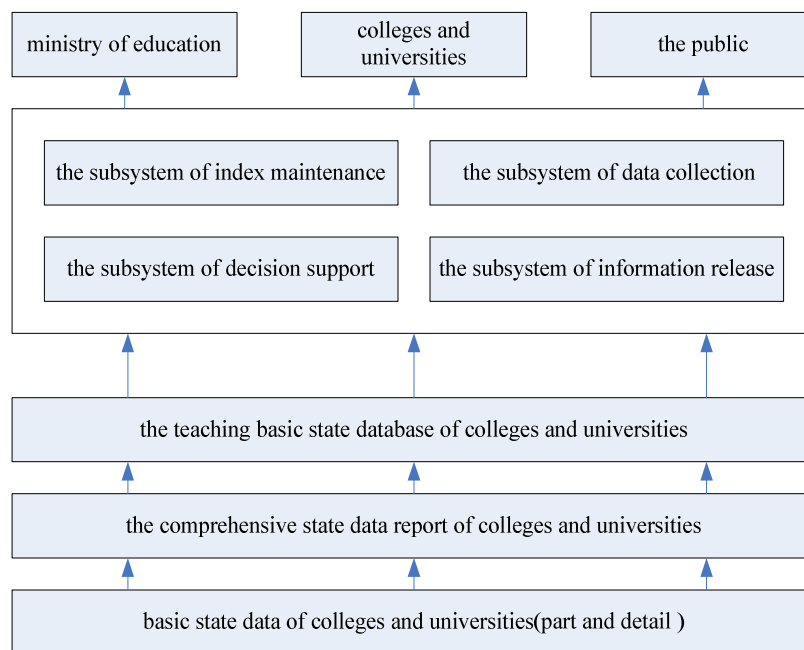 ministry of education
colleges and
universities
the public
the subsystem of index maintenance
the subsystem of data collection
the subsystem of decision support
the subsystem of information release
the teaching basic state database of colleges and universities
the comprehensive state data report of colleges and universities
basic state data of colleges and universities(part and detail )